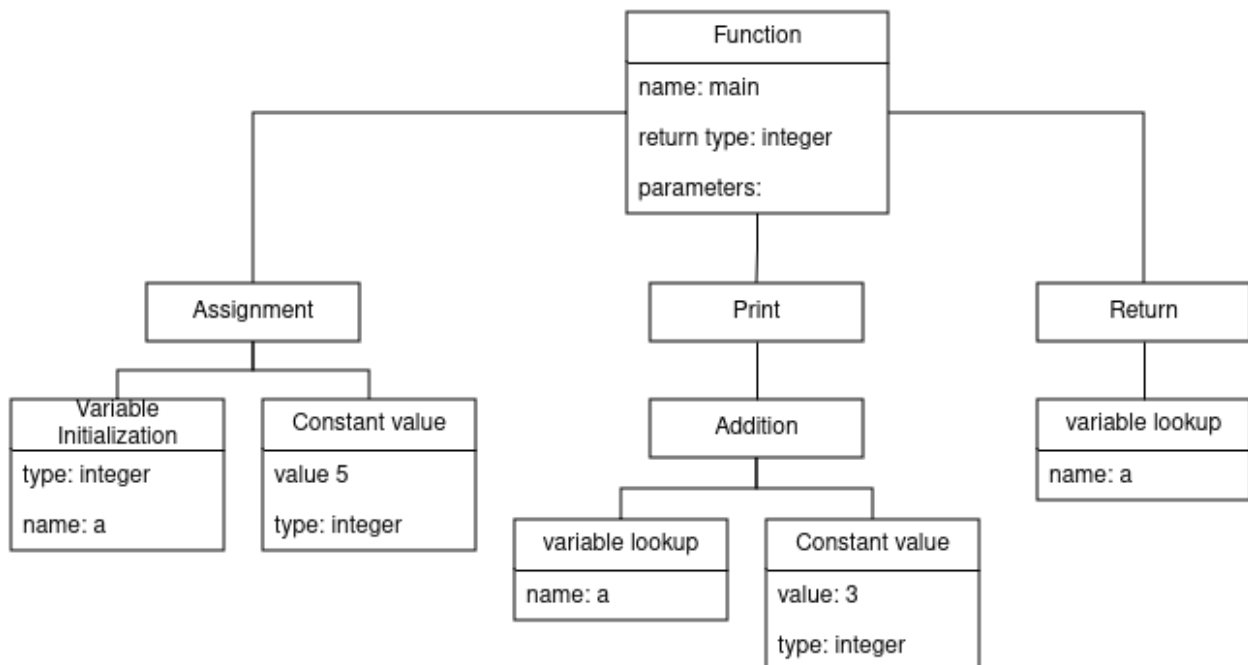 Function
name: main
return type: integer
parameters:
Assignment
Print
Return
Variable
Initialization
type: integer
name: a
Constant value
value 5
type: integer
Addition
variable lookup
name: a
variable lookup
name: a
Constant value
value: 3
type: integer